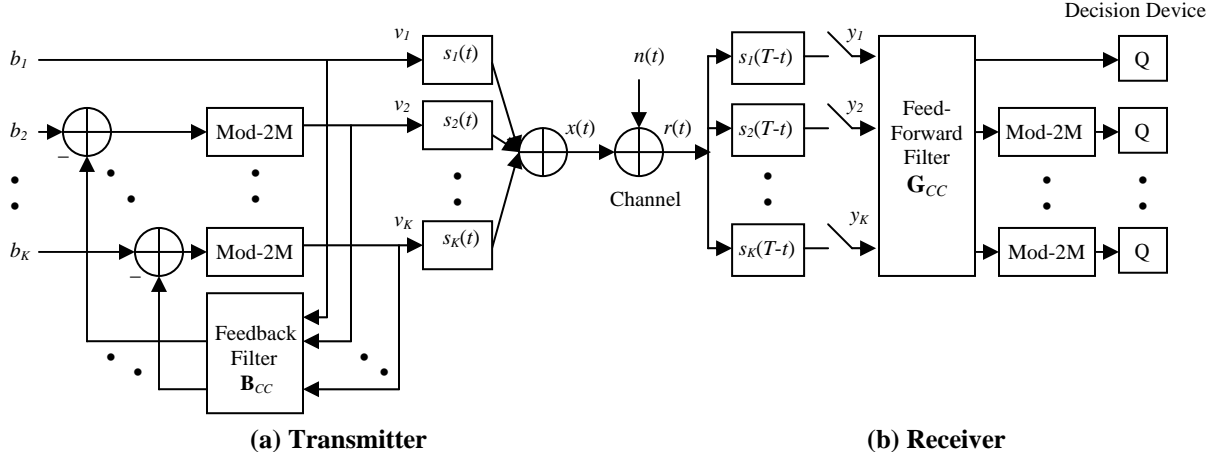 Decision Device
b1
v1
s1(t)
n(t)
s1(T-t)
y1
Q
b2
−
Mod-2M
v2
s2(t)
x(t)
r(t)
s2(T-t)
y2
Feed-
Forward
Filter
GCC
Mod-2M
Q
Channel
bK
−
Mod-2M
vK
sK(t)
sK(T-t)
yK
Mod-2M
Q
Feedback
Filter
BCC
(a) Transmitter
(b) Receiver